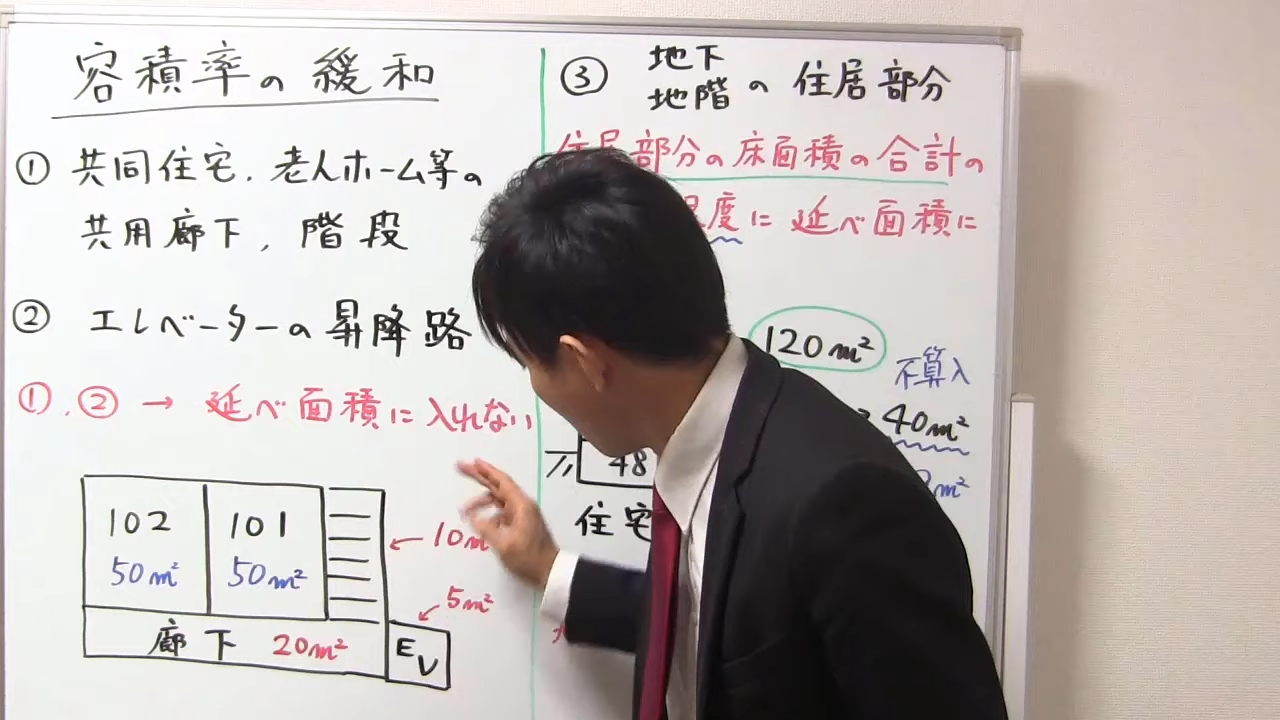 容積率の緩和
① 共同住宅、老人ホーム等の
共用廊下、階段
② エレベーターの昇降路
①、② → 延べ面積に入れない
102
50m²
101
50m²
10m
5m²
廊下 20m²
EV
③ 地下
地階 の 住居部分
住居部分の床面積の合計の
限度に延べ面積に
120m²
不算入
40m²
m²
48
住宅